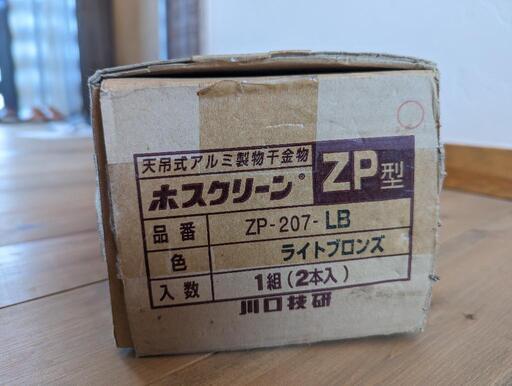 天吊式アルミ製物干金物
ホスクリーン® ZP型
品番 ZP-207-LB
色 ライトブロンズ
入数 1組(2本入)
川口技研